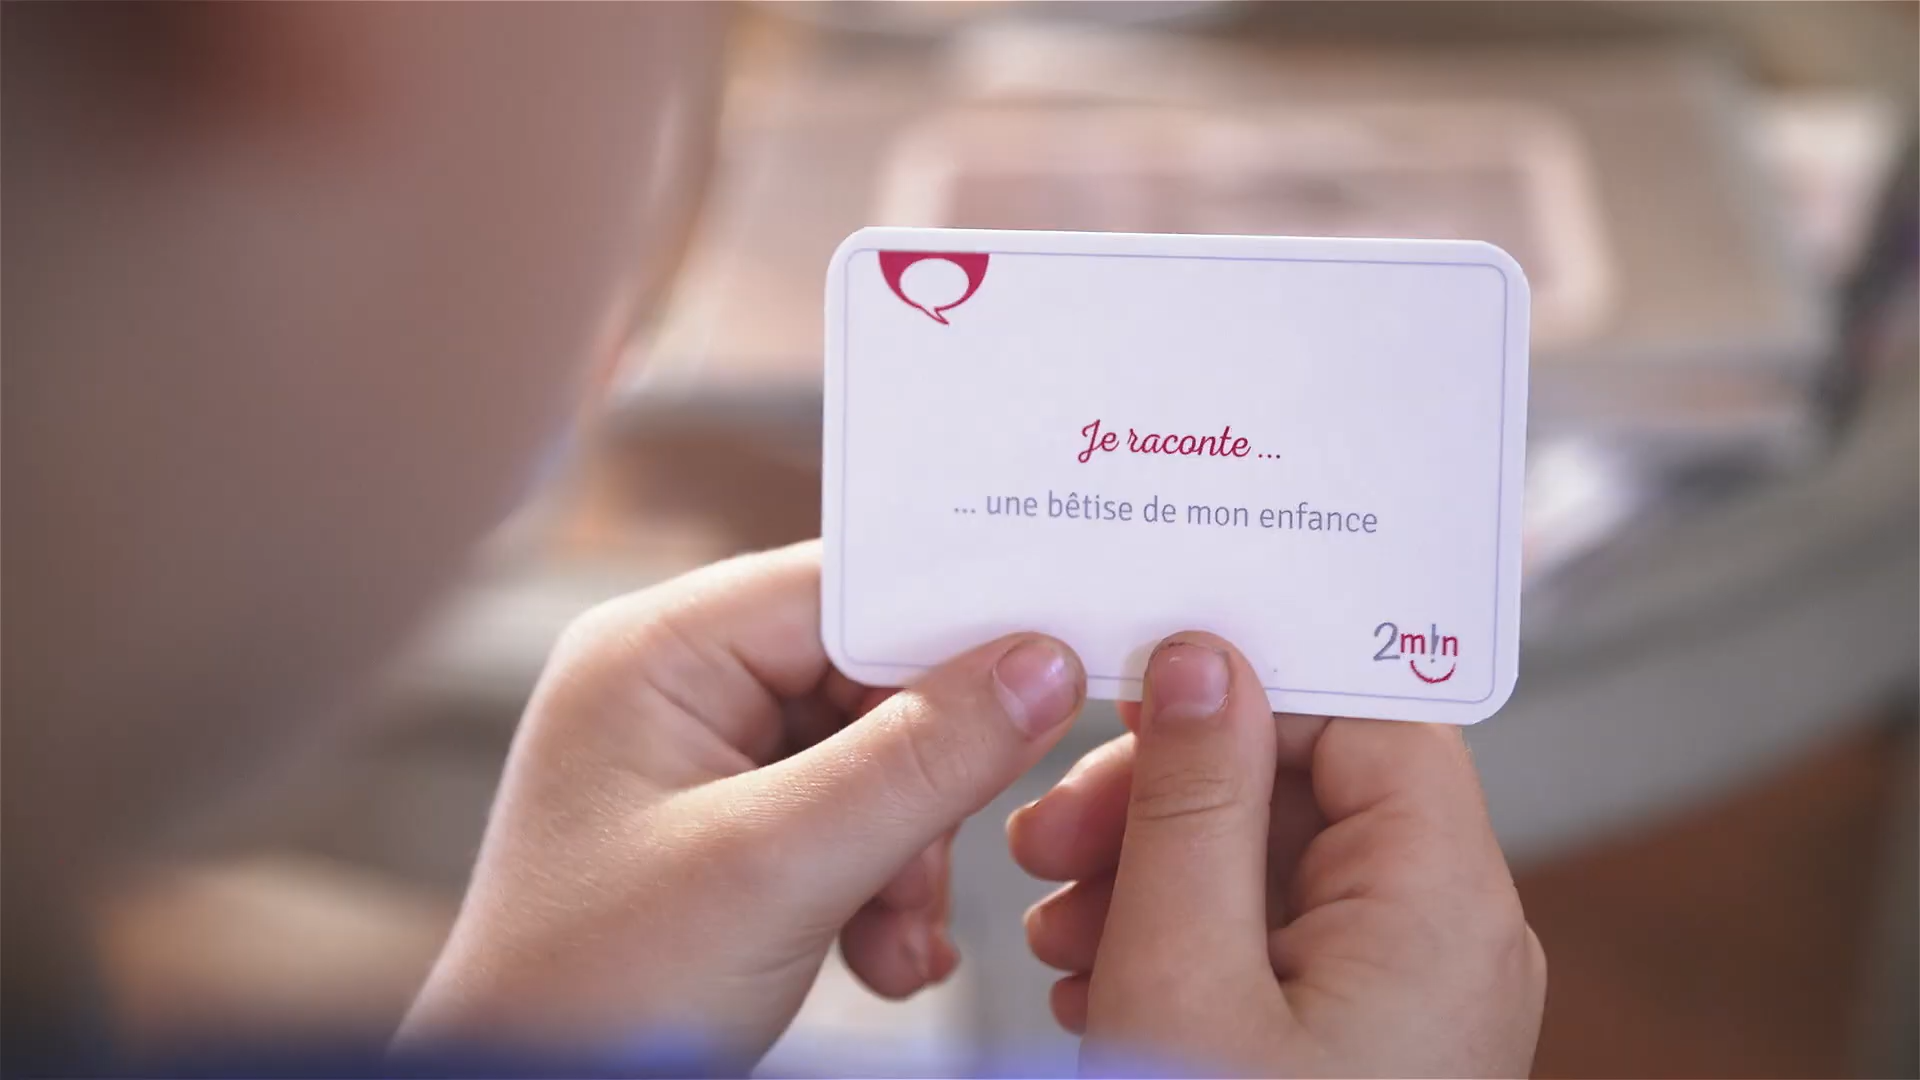 Je raconte ...
... une bêtise de mon enfance
2m!n